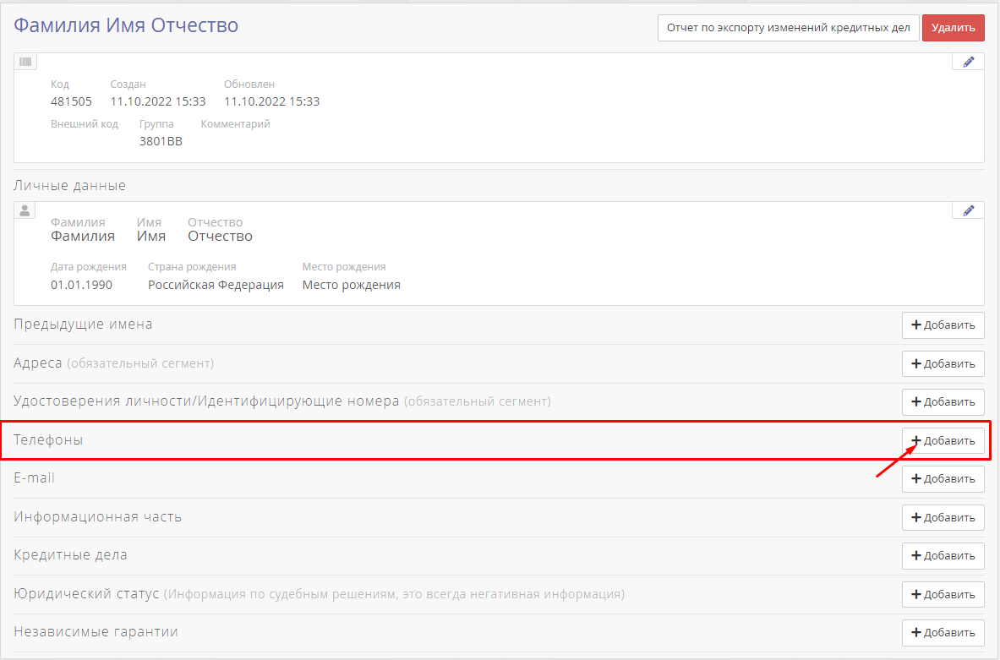 Фамилия Имя Отчество
Отчет по экспорту изменений кредитных дел Удалить
Код Создан Обновлен
481505 11.10.2022 15:33 11.10.2022 15:33
Внешний код Группа Комментарий
3801BB
Личные данные
Фамилия Имя Отчество
Фамилия Имя Отчество
Дата рождения Страна рождения Место рождения
01.01.1990 Российская Федерация Место рождения
Предыдущие имена Добавить
Адреса (обязательный сегмент) Добавить
Удостоверения личности/Идентифицирующие номера (обязательный сегмент) Добавить
Телефоны Добавить
E-mail Добавить
Информационная часть Добавить
Кредитные дела Добавить
Юридический статус (Информация по судебным решениям, это всегда негативная информация) Добавить
Независимые гарантии Добавить